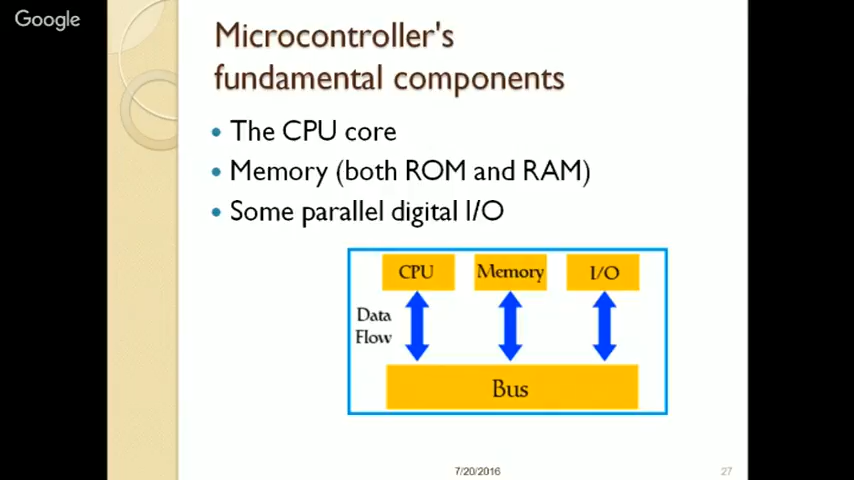 Google
Microcontroller's
fundamental components
• The CPU core
• Memory (both ROM and RAM)
• Some parallel digital I/O
CPU Memory I/O
Data
Flow
Bus
7/20/2016 27